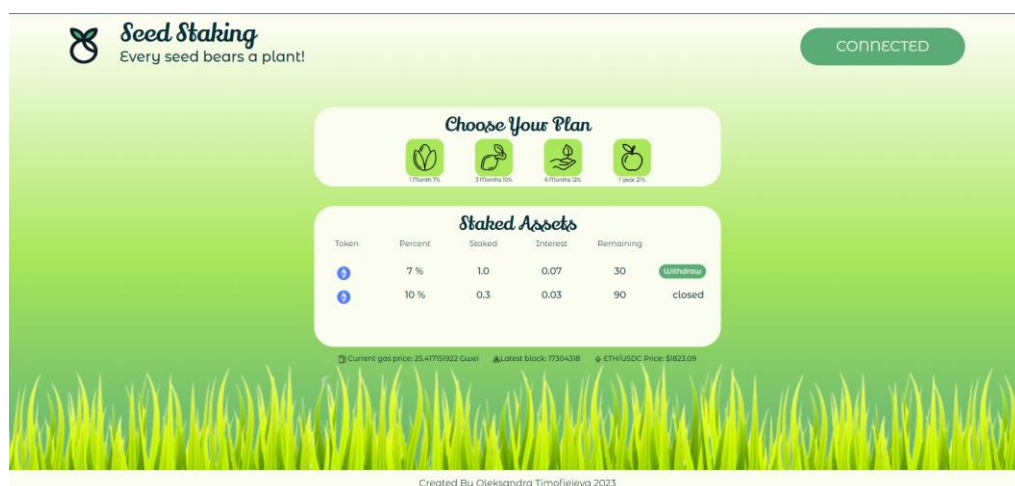 Seed Staking
Every seed bears a plant!
CONNECTED
Choose Your Plan
1 Month 7% 3 Months 10% 6 Months 12% 1 year 21%
Staked Assets
Token Percent Staked Interest Remaining
7 % 1.0 0.07 30 Withdraw
10 % 0.3 0.03 90 closed
Current gas price: 25.417151922 Gwei Latest block: 17304318 ETH/USDC Price: $1823.09
Created By Oleksandra Timofieieva 2023